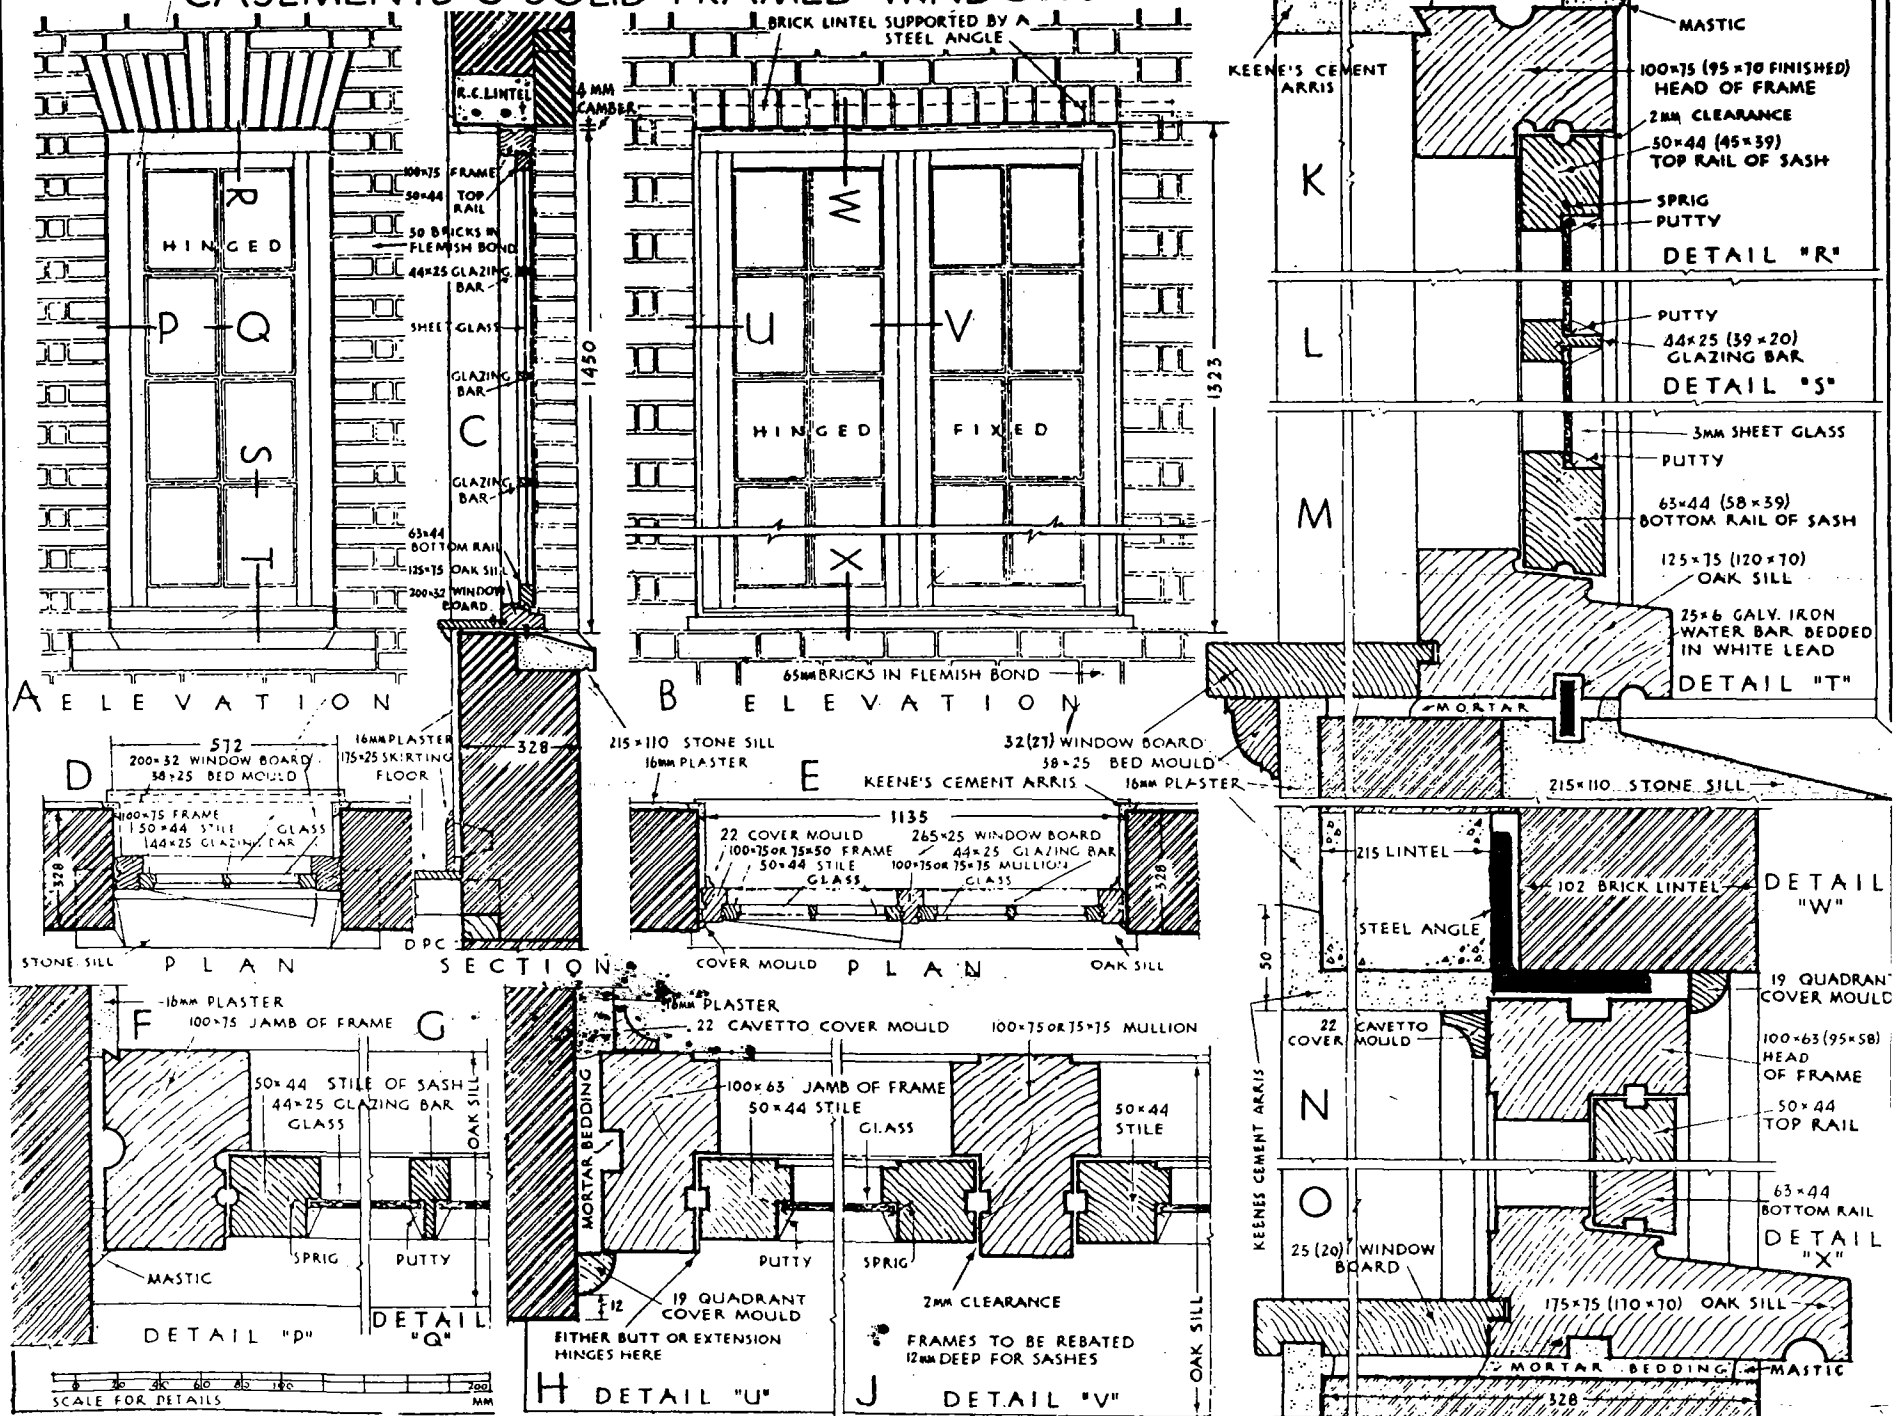 BRICK LINTEL SUPPORTED BY A
STEEL ANGLE
R.C. LINTEL
4 MM
CAMBER
100×75 FRAME
50×44 TOP
RAIL
50 BRICKS IN
FLEMISH BOND
44×25 GLAZING
BAR
SHEET GLASS
GLAZING
BAR
C
GLAZING
BAR
63×44
BOTTOM RAIL
125×75 OAK SILL
200×32 WINDOW
BOARD
1450
R
HINGED
P
Q
S
T
A ELEVATION
W
U
V
HINGED
FIXED
X
1323
65MM BRICKS IN FLEMISH BOND
B ELEVATION
KEENE'S CEMENT
ARRIS
MASTIC
100×75 (95×70 FINISHED)
HEAD OF FRAME
2MM CLEARANCE
50×44 (45×39)
TOP RAIL OF SASH
SPRIG
PUTTY
DETAIL "R"
K
L
PUTTY
44×25 (39×20)
GLAZING BAR
DETAIL "S"
3MM SHEET GLASS
PUTTY
M
63×44 (58×39)
BOTTOM RAIL OF SASH
125×75 (120×70)
OAK SILL
25×6 GALV. IRON
WATER BAR BEDDED
IN WHITE LEAD
DETAIL "T"
MORTAR
32(27) WINDOW BOARD
38×25 BED MOULD
16MM PLASTER
215×110 STONE SILL
D
572
200×32 WINDOW BOARD
38×25 BED MOULD
100×75 FRAME
50×44 STILE
GLASS
44×25 GLAZING BAR
328
STONE SILL
PLAN
16MM PLASTER
175×25 SKIRTING
FLOOR
328
DPC
SECTION
215×110 STONE SILL
16MM PLASTER
E
KEENE'S CEMENT ARRIS
1135
22 COVER MOULD
265×25 WINDOW BOARD
100×75 OR 75×50 FRAME
44×25 GLAZING BAR
50×44 STILE
100×75 OR 75×75 MULLION
GLASS
GLASS
328
COVER MOULD
PLAN
OAK SILL
215 LINTEL
102 BRICK LINTEL
DETAIL
"W"
STEEL ANGLE
50
19 QUADRAN
COVER MOULD
22 CAVETTO
COVER MOULD
100×63 (95×58)
HEAD
OF FRAME
N
50×44
TOP RAIL
O
63×44
BOTTOM RAIL
DETAIL
"X"
KEENES CEMENT ARRIS
25(20) WINDOW
BOARD
175×75 (170×70) OAK SILL
MORTAR BEDDING
MASTIC
328
16MM PLASTER
F
100×75 JAMB OF FRAME
G
50×44 STILE OF SASH
44×25 GLAZING BAR
GLASS
OAK SILL
SPRIG
PUTTY
MASTIC
DETAIL "P"
DETAIL
"Q"
0 20 40 60 80 100 200
MM
SCALE FOR DETAILS
16MM PLASTER
22 CAVETTO COVER MOULD
100×75 OR 75×75 MULLION
MORTAR BEDDING
100×63 JAMB OF FRAME
50×44 STILE
GLASS
50×44
STILE
PUTTY
SPRIG
12
19 QUADRANT
COVER MOULD
2MM CLEARANCE
EITHER BUTT OR EXTENSION
HINGES HERE
FRAMES TO BE REBATED
12MM DEEP FOR SASHES
OAK SILL
H DETAIL "U"
J DETAIL "V"